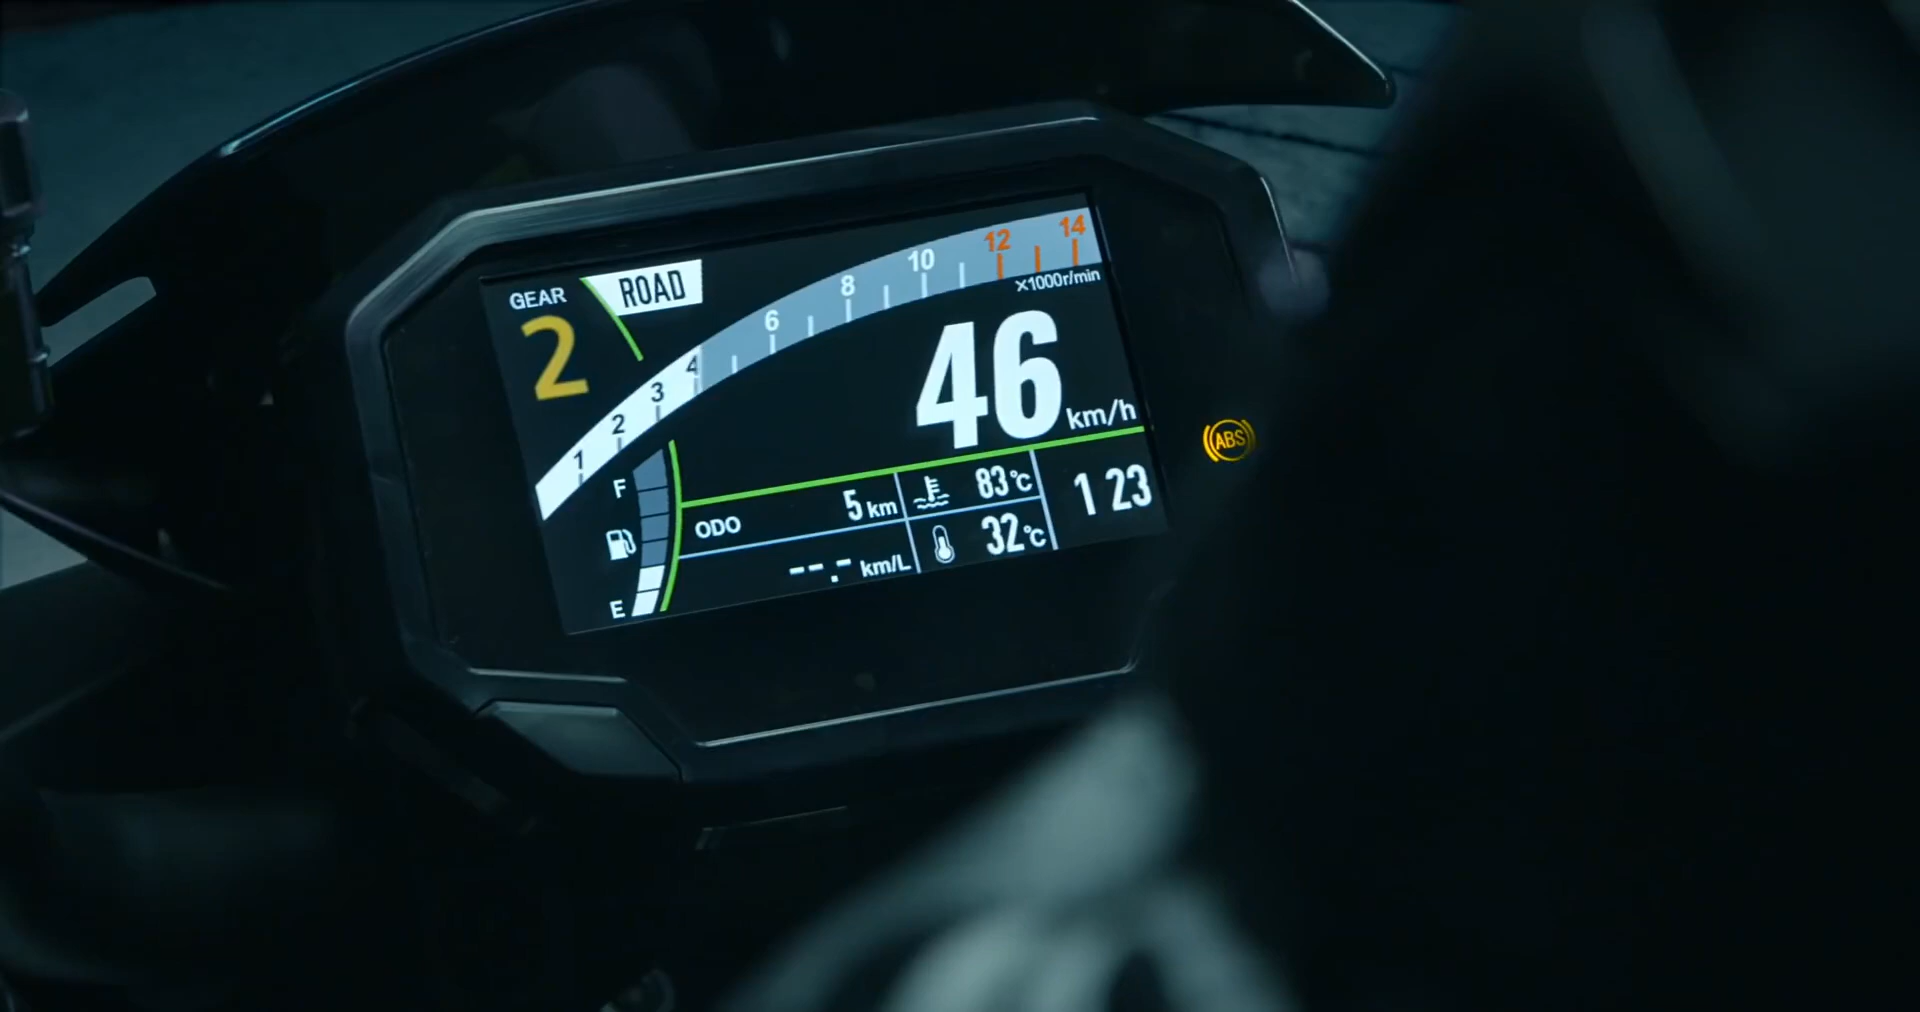 GEAR
ROAD
2
1 2 3 4 6 8 10 12 14
×1000r/min
46 km/h
F
E
ODO 5 km
--.- km/L
83°C
32°C
1 23
ABS